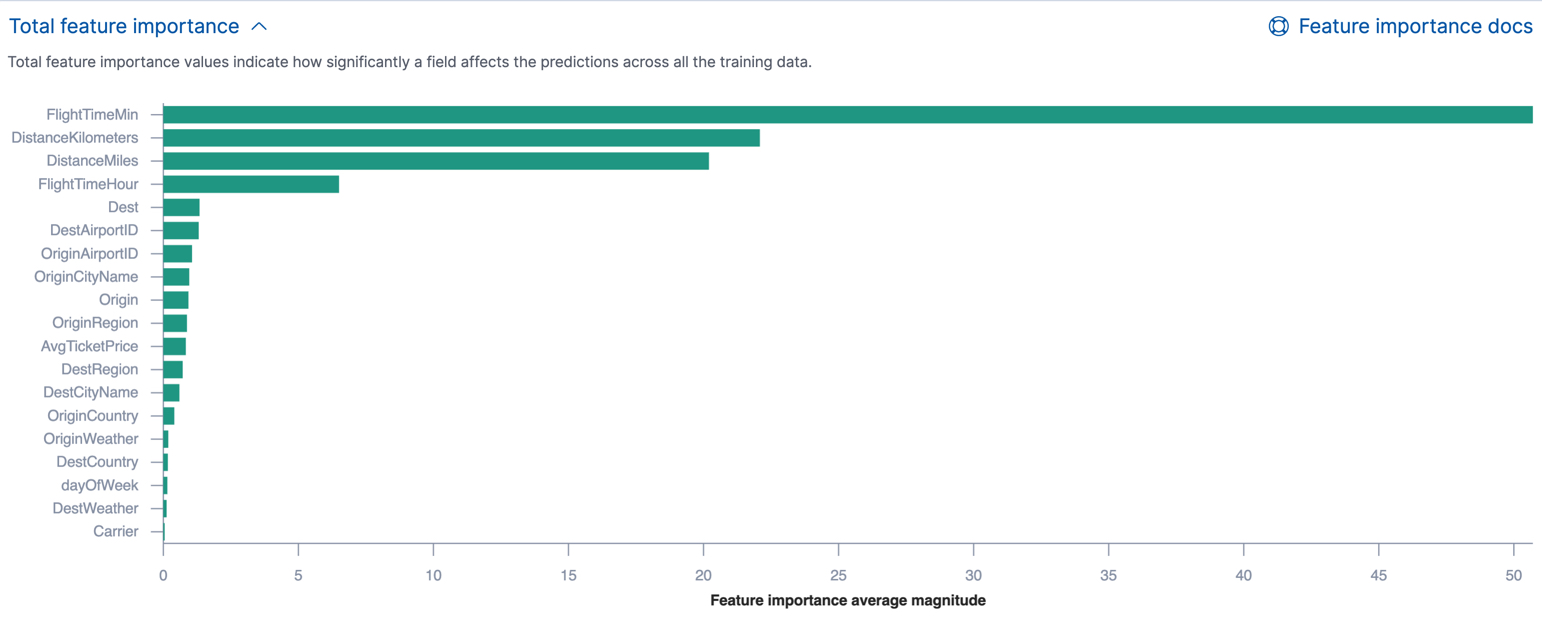 Total feature importance
Feature importance docs
Total feature importance values indicate how significantly a field affects the predictions across all the training data.
FlightTimeMin
DistanceKilometers
DistanceMiles
FlightTimeHour
Dest
DestAirportID
OriginAirportID
OriginCityName
Origin
OriginRegion
AvgTicketPrice
DestRegion
DestCityName
OriginCountry
OriginWeather
DestCountry
dayOfWeek
DestWeather
Carrier
0 5 10 15 20 25 30 35 40 45 50
Feature importance average magnitude